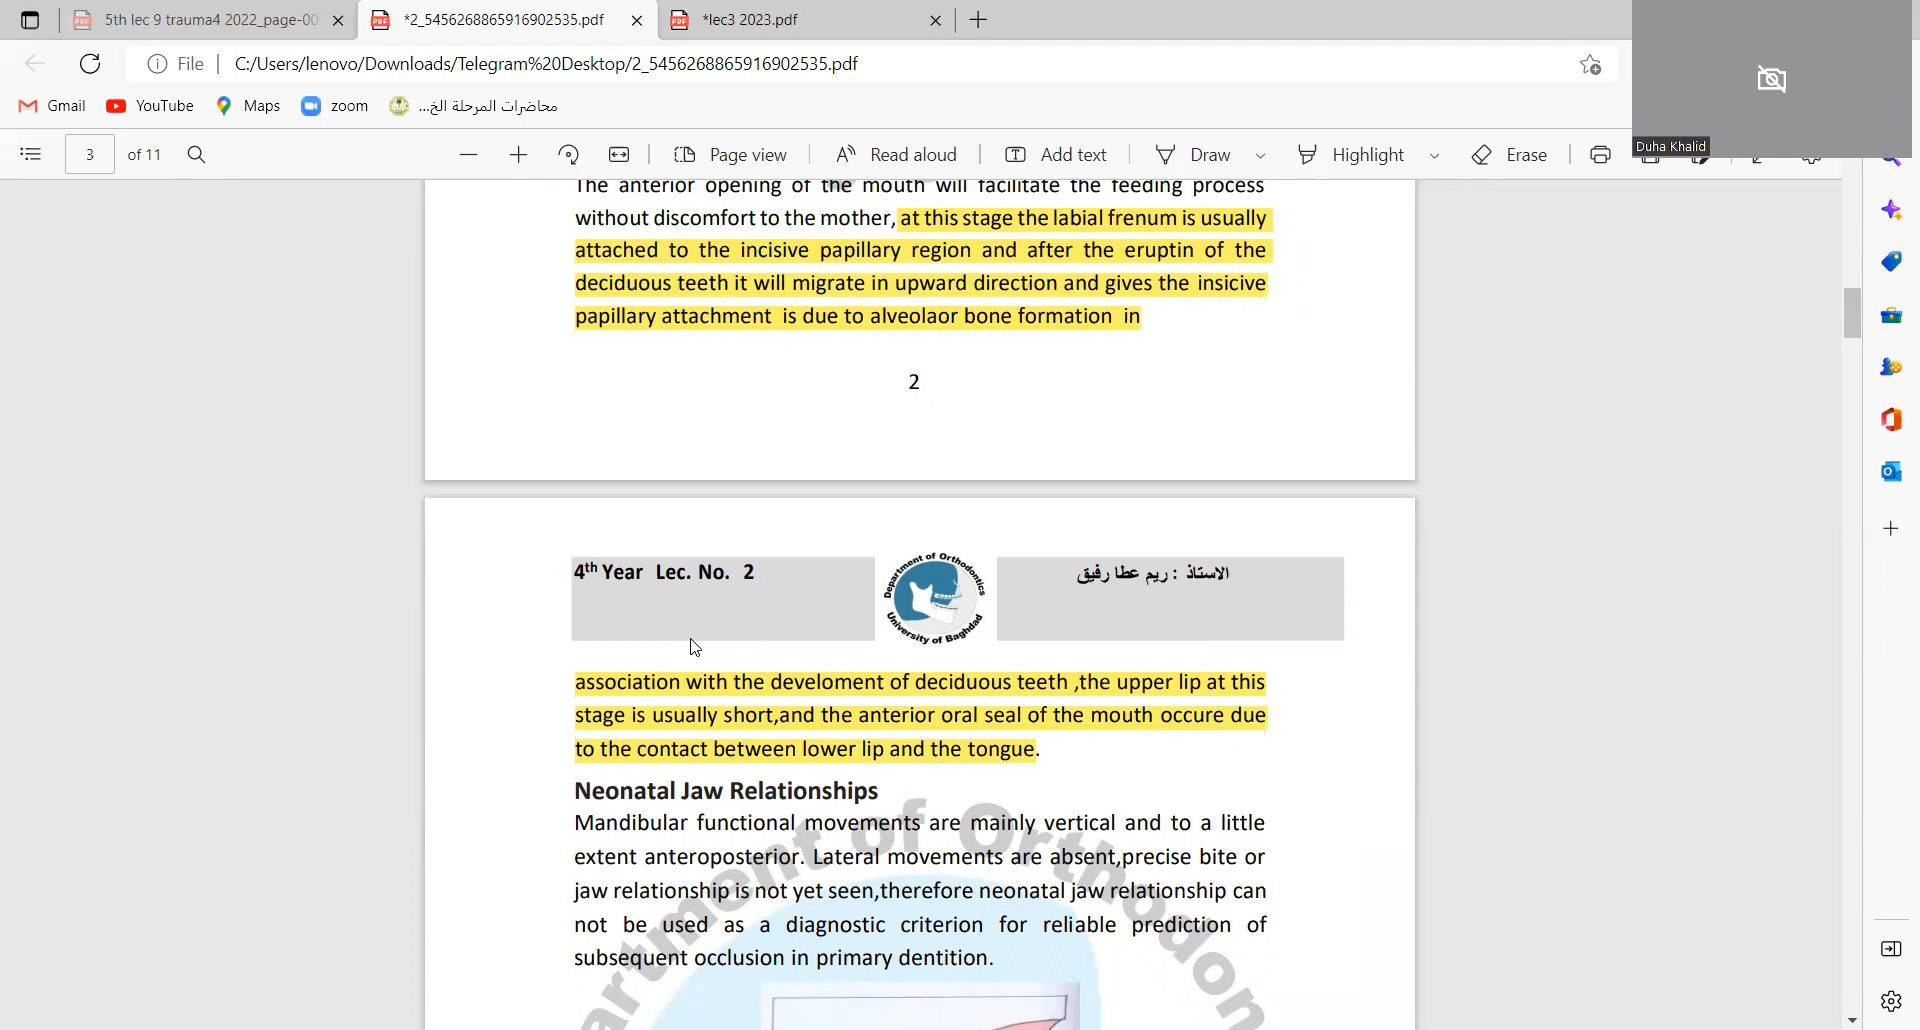 5th lec 9 trauma4 2022_page-00
*2_5456268865916902535.pdf
*lec3 2023.pdf
File
C:/Users/lenovo/Downloads/Telegram%20Desktop/2_5456268865916902535.pdf
Gmail
YouTube
Maps
zoom
محاضرات المرحلة الخ...
Duha Khalid
3 of 11
Page view
Read aloud
Add text
Draw
Highlight
Erase
The anterior opening of the mouth will facilitate the feeding process
without discomfort to the mother, at this stage the labial frenum is usually
attached to the incisive papillary region and after the eruptin of the
deciduous teeth it will migrate in upward direction and gives the insicive
papillary attachment is due to alveolaor bone formation in
2
4th Year Lec. No. 2
Department of Orthodontics
University of Baghdad
الاستاذ : ريم عطا رفيق
association with the develoment of deciduous teeth ,the upper lip at this
stage is usually short,and the anterior oral seal of the mouth occure due
to the contact between lower lip and the tongue.
Neonatal Jaw Relationships
Mandibular functional movements are mainly vertical and to a little
extent anteroposterior. Lateral movements are absent,precise bite or
jaw relationship is not yet seen,therefore neonatal jaw relationship can
not be used as a diagnostic criterion for reliable prediction of
subsequent occlusion in primary dentition.
artment of Orthodon